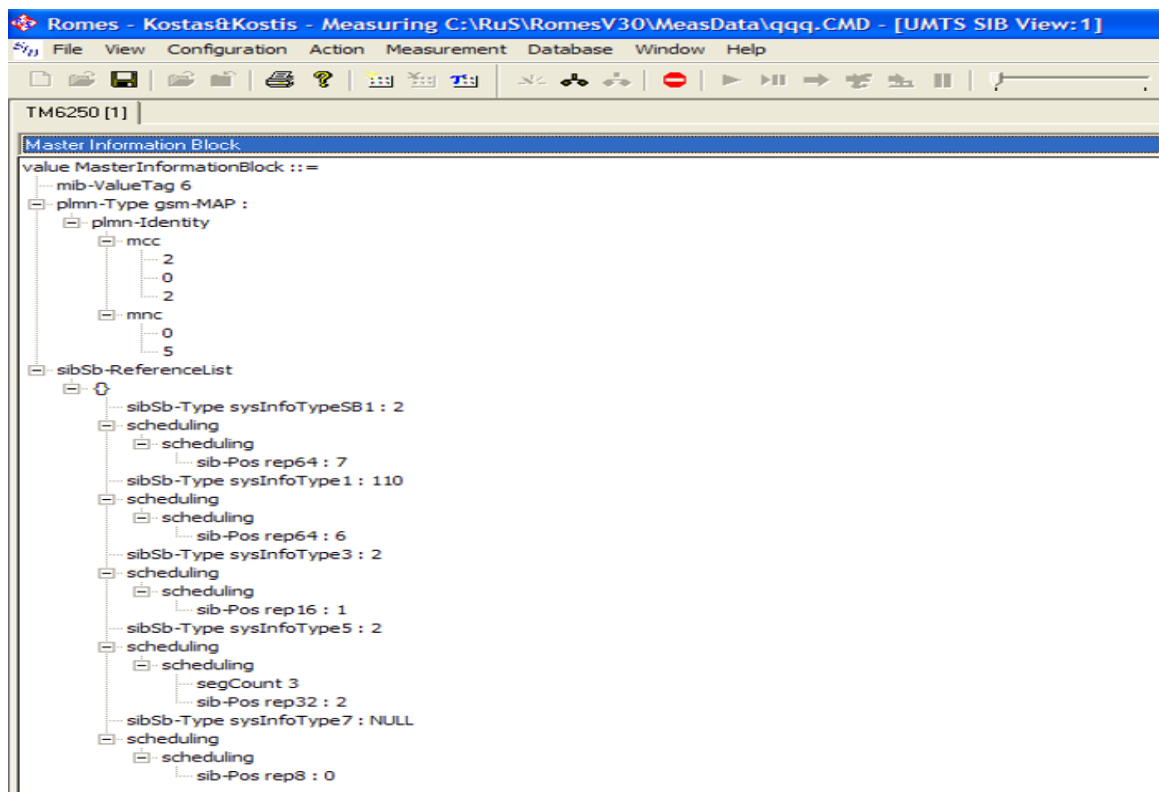 Romes - Kostas&Kostis - Measuring C:\RuS\RomesV30\MeasData\qqq.CMD - [UMTS SIB View:1]
File View Configuration Action Measurement Database Window Help
TM6250 [1]
Master Information Block
value MasterInformationBlock ::=
mib-ValueTag 6
plmn-Type gsm-MAP :
plmn-Identity
mcc
2
0
2
mnc
0
5
sibSb-ReferenceList
{}
sibSb-Type sysInfoTypeSB1 : 2
scheduling
scheduling
sib-Pos rep64 : 7
sibSb-Type sysInfoType1 : 110
scheduling
scheduling
sib-Pos rep64 : 6
sibSb-Type sysInfoType3 : 2
scheduling
scheduling
sib-Pos rep16 : 1
sibSb-Type sysInfoType5 : 2
scheduling
scheduling
segCount 3
sib-Pos rep32 : 2
sibSb-Type sysInfoType7 : NULL
scheduling
scheduling
sib-Pos rep8 : 0